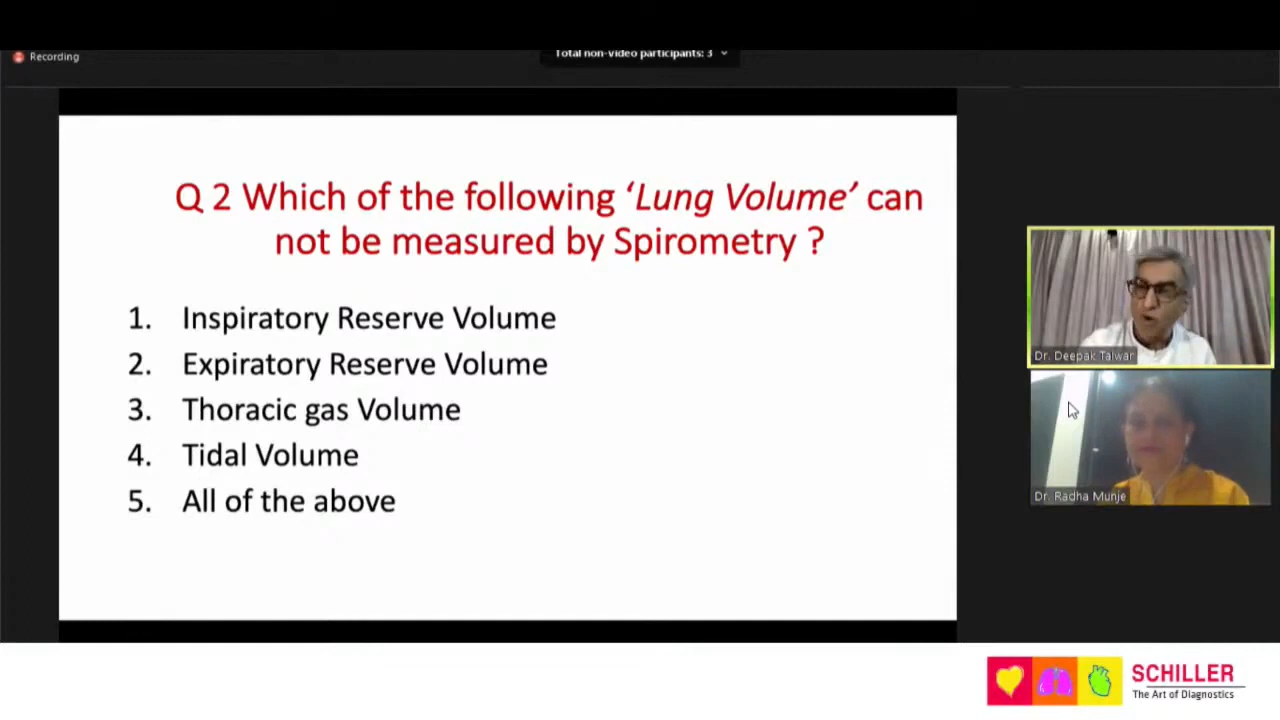 Recording
Total non-video participants: 3
Q 2 Which of the following ‘Lung Volume’ can
not be measured by Spirometry ?
1. Inspiratory Reserve Volume
2. Expiratory Reserve Volume
3. Thoracic gas Volume
4. Tidal Volume
5. All of the above
Dr. Deepak Talwar
Dr. Radha Munje
SCHILLER
The Art of Diagnostics